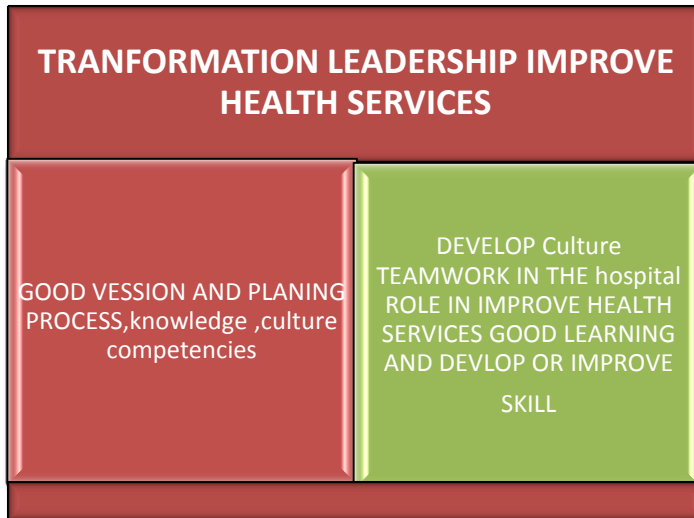 TRANFORMATION LEADERSHIP IMPROVE
HEALTH SERVICES
GOOD VESSION AND PLANING
PROCESS,knowledge ,culture
competencies
DEVELOP Culture
TEAMWORK IN THE hospital
ROLE IN IMPROVE HEALTH
SERVICES GOOD LEARNING
AND DEVLOP OR IMPROVE
SKILL